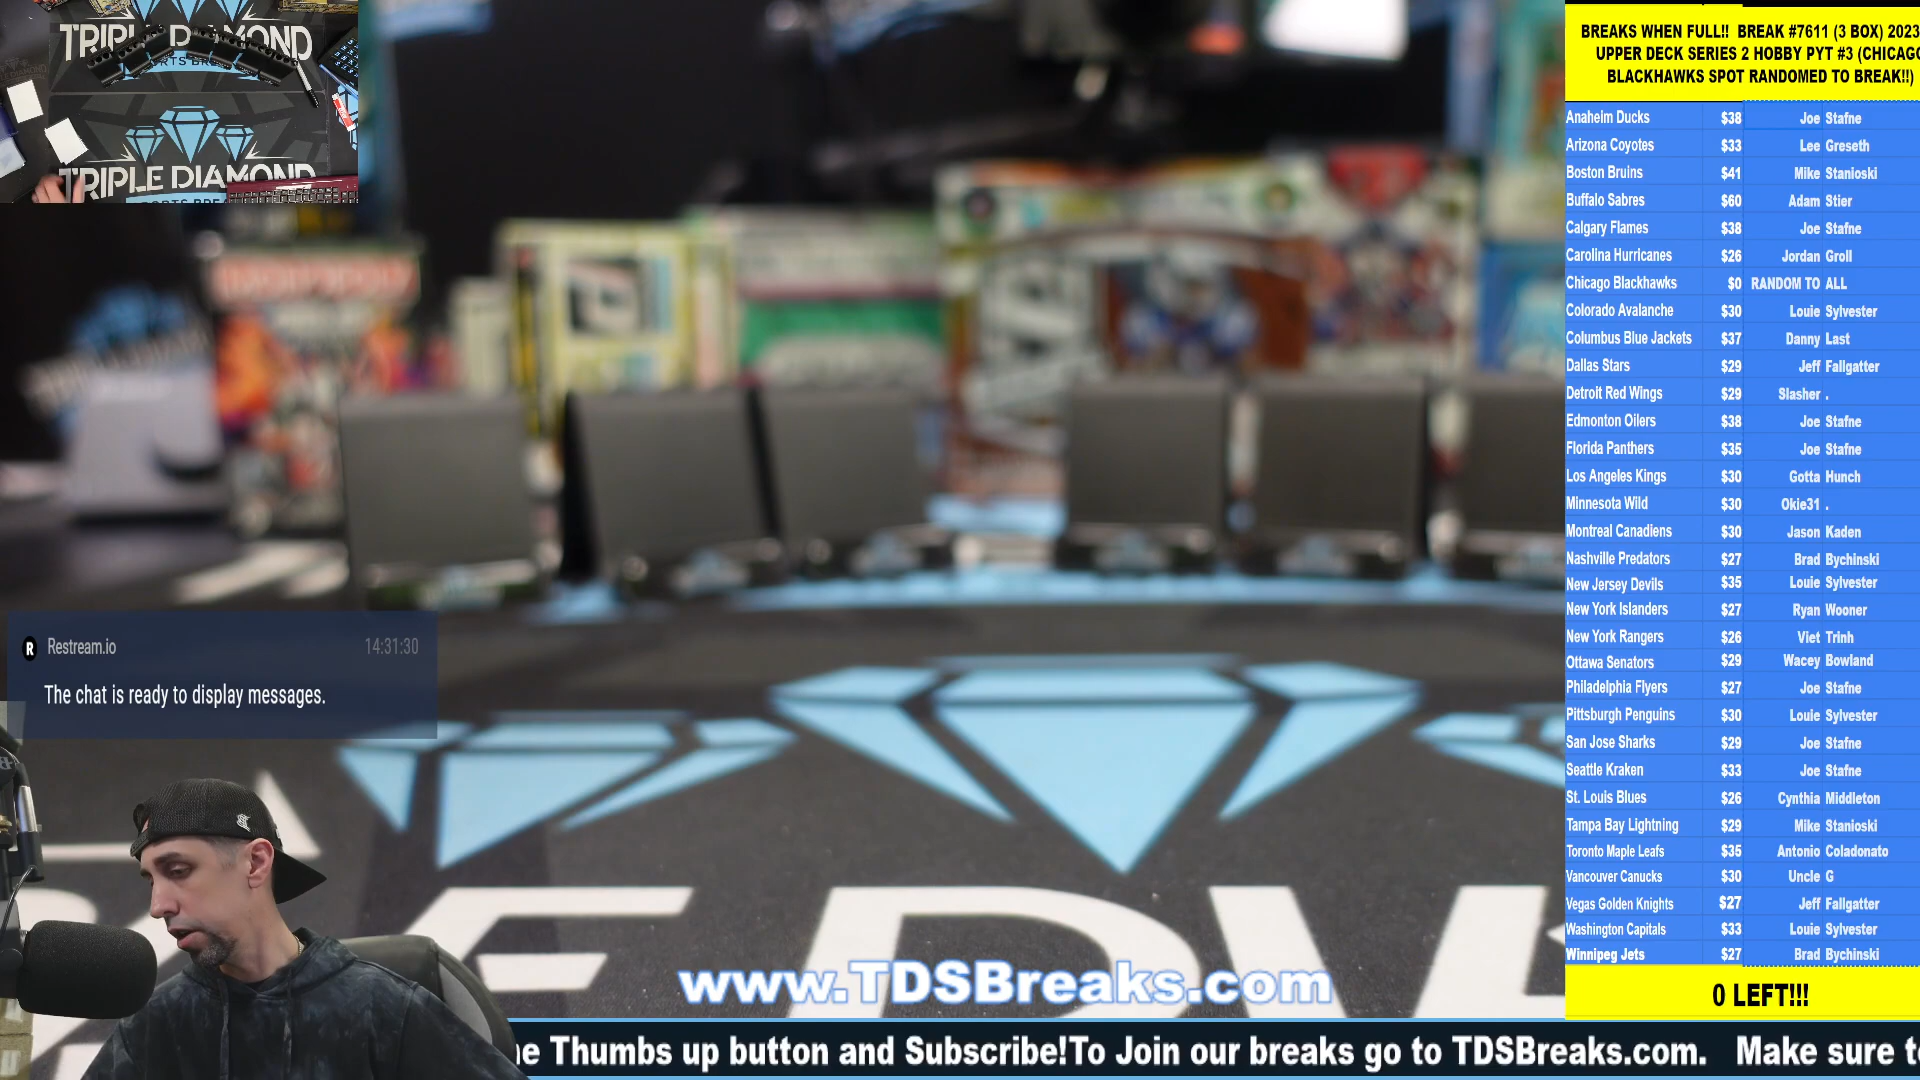 TRIPLE DIAMOND
SPORTS BRE
TRIPLE DIAMOND
BREAKS WHEN FULL!! BREAK #7611 (3 BOX) 2023
UPPER DECK SERIES 2 HOBBY PYT #3 (CHICAGO
BLACKHAWKS SPOT RANDOMED TO BREAK!!)
Anaheim Ducks $38 Joe Stafne
Arizona Coyotes $33 Lee Greseth
Boston Bruins $41 Mike Stanioski
Buffalo Sabres $60 Adam Stier
Calgary Flames $38 Joe Stafne
Carolina Hurricanes $26 Jordan Groll
Chicago Blackhawks $0 RANDOM TO ALL
Colorado Avalanche $30 Louie Sylvester
Columbus Blue Jackets $37 Danny Last
Dallas Stars $29 Jeff Fallgatter
Detroit Red Wings $29 Slasher .
Edmonton Oilers $38 Joe Stafne
Florida Panthers $35 Joe Stafne
Los Angeles Kings $30 Gotta Hunch
Minnesota Wild $30 Okie31 .
Montreal Canadiens $30 Jason Kaden
Nashville Predators $27 Brad Bychinski
New Jersey Devils $35 Louie Sylvester
New York Islanders $27 Ryan Wooner
New York Rangers $26 Viet Trinh
Ottawa Senators $29 Wacey Bowland
Philadelphia Flyers $27 Joe Stafne
Pittsburgh Penguins $30 Louie Sylvester
San Jose Sharks $29 Joe Stafne
Seattle Kraken $33 Joe Stafne
St. Louis Blues $26 Cynthia Middleton
Tampa Bay Lightning $29 Mike Stanioski
Toronto Maple Leafs $35 Antonio Coladonato
Vancouver Canucks $30 Uncle G
Vegas Golden Knights $27 Jeff Fallgatter
Washington Capitals $33 Louie Sylvester
Winnipeg Jets $27 Brad Bychinski
0 LEFT!!!
R Restream.io 14:31:30
The chat is ready to display messages.
www.TDSBreaks.com
e Thumbs up button and Subscribe!To Join our breaks go to TDSBreaks.com. Make sure to